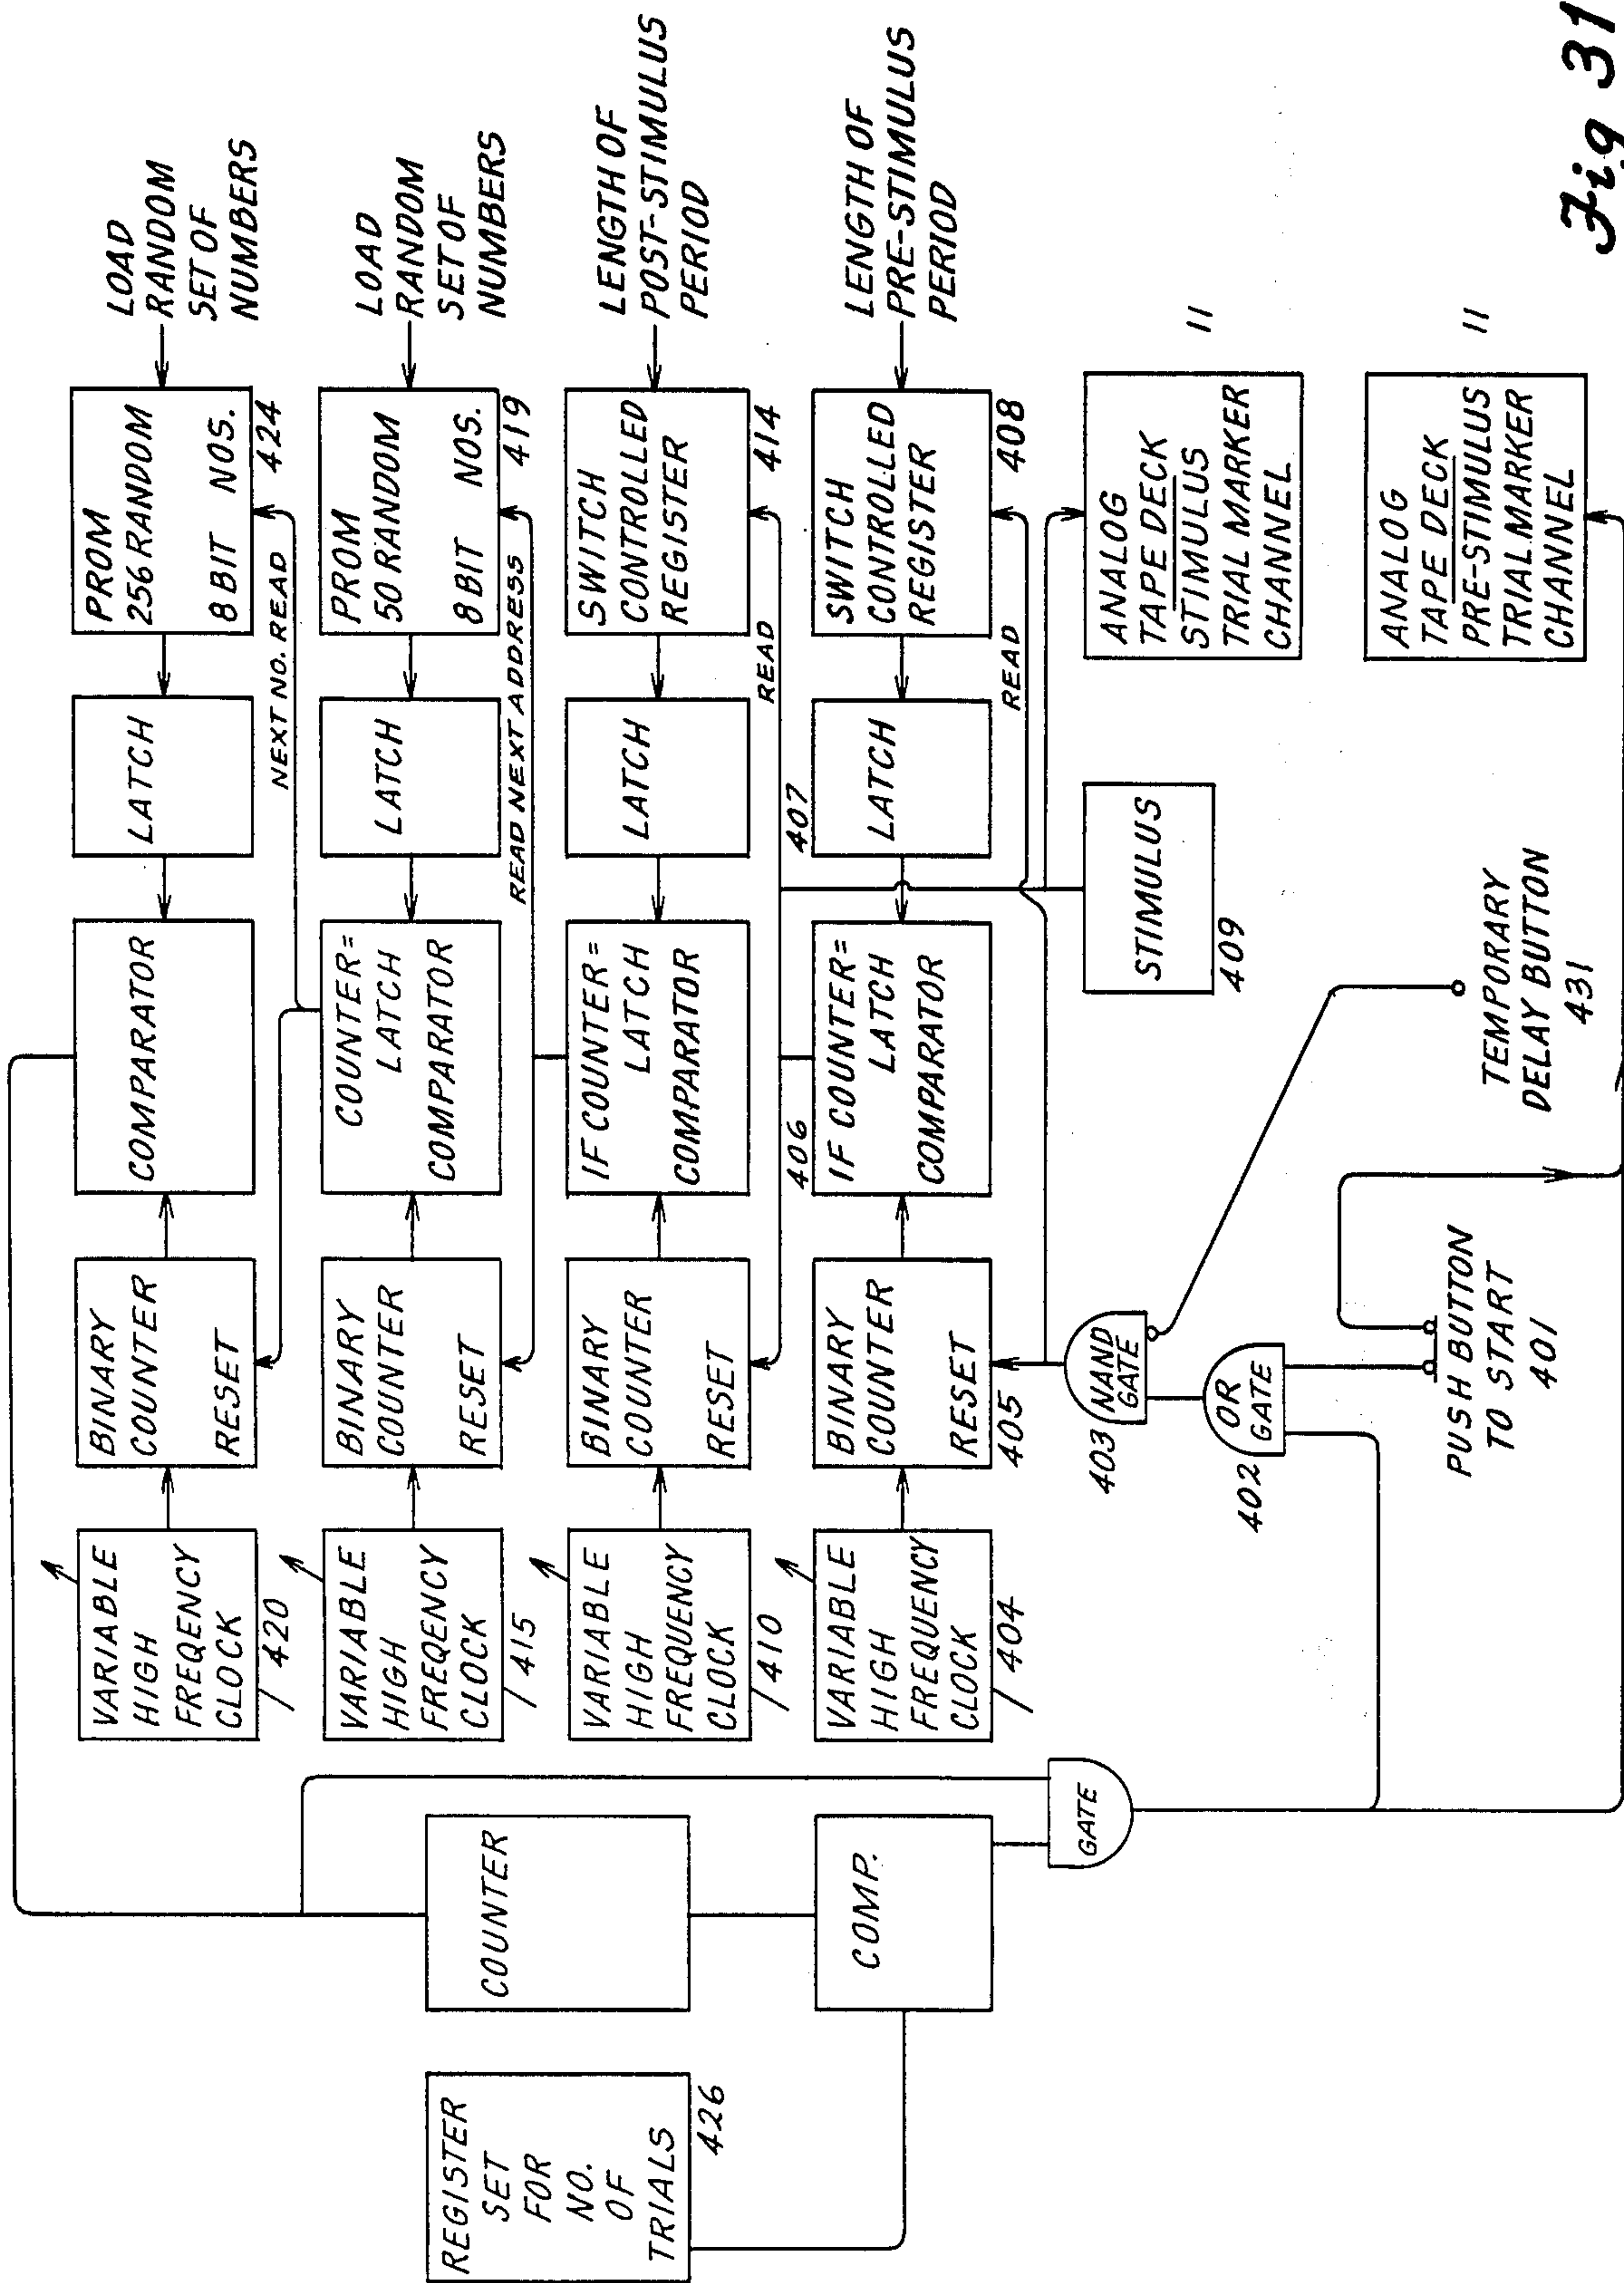 LOAD
RANDOM
SET OF
NUMBERS
PROM
256 RANDOM
8 BIT NOS.
424
LATCH
COMPARATOR
BINARY
COUNTER
RESET
VARIABLE
HIGH
FREQENCY
CLOCK
420
NEXT NO. READ
LOAD
RANDOM
SET OF
NUMBERS
PROM
50 RANDOM
8 BIT NOS.
419
LATCH
COUNTER=
LATCH
COMPARATOR
BINARY
COUNTER
RESET
VARIABLE
HIGH
FREQUENCY
CLOCK
415
READ NEXT ADDRESS
LENGTH OF
POST-STIMULUS
PERIOD
SWITCH
CONTROLLED
REGISTER
414
LATCH
IF COUNTER=
LATCH
COMPARATOR
BINARY
COUNTER
RESET
VARIABLE
HIGH
FREQUENCY
CLOCK
410
READ
407
406
LENGTH OF
PRE-STIMULUS
PERIOD
SWITCH
CONTROLLED
REGISTER
408
LATCH
IF COUNTER=
LATCH
COMPARATOR
BINARY
COUNTER
RESET
405
VARIABLE
HIGH
FREQUENCY
CLOCK
404
READ
REGISTER
SET
FOR
NO.
OF
TRIALS
426
COUNTER
COMP.
GATE
403
NAND
GATE
402
OR
GATE
STIMULUS
409
ANALOG
TAPE DECK
STIMULUS
TRIAL MARKER
CHANNEL
11
ANALOG
TAPE DECK
PRE-STIMULUS
TRIAL MARKER
CHANNEL
11
PUSH BUTTON
TO START
401
TEMPORARY
DELAY BUTTON
431
Fig 31